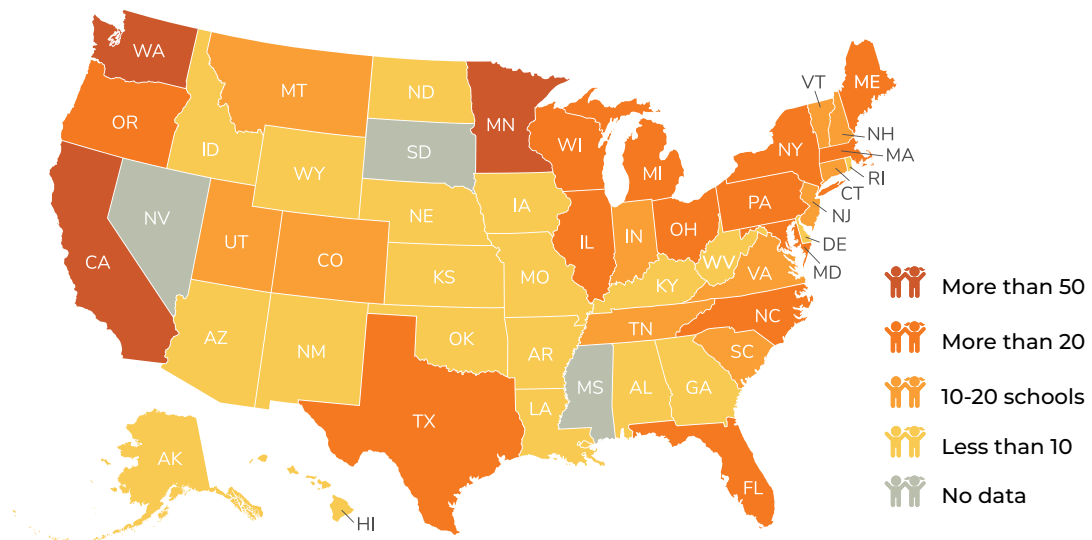 WA
MT
ND
MN
VT
ME
OR
ID
SD
WI
NY
NH
MA
WY
MI
RI
CT
NE
IA
PA
NJ
NV
UT
IL
IN
OH
DE
CA
CO
KS
MO
WV
VA
MD
KY
More than 50
NC
AZ
NM
OK
TN
More than 20
AR
SC
MS
AL
GA
10-20 schools
LA
TX
AK
Less than 10
FL
No data
HI